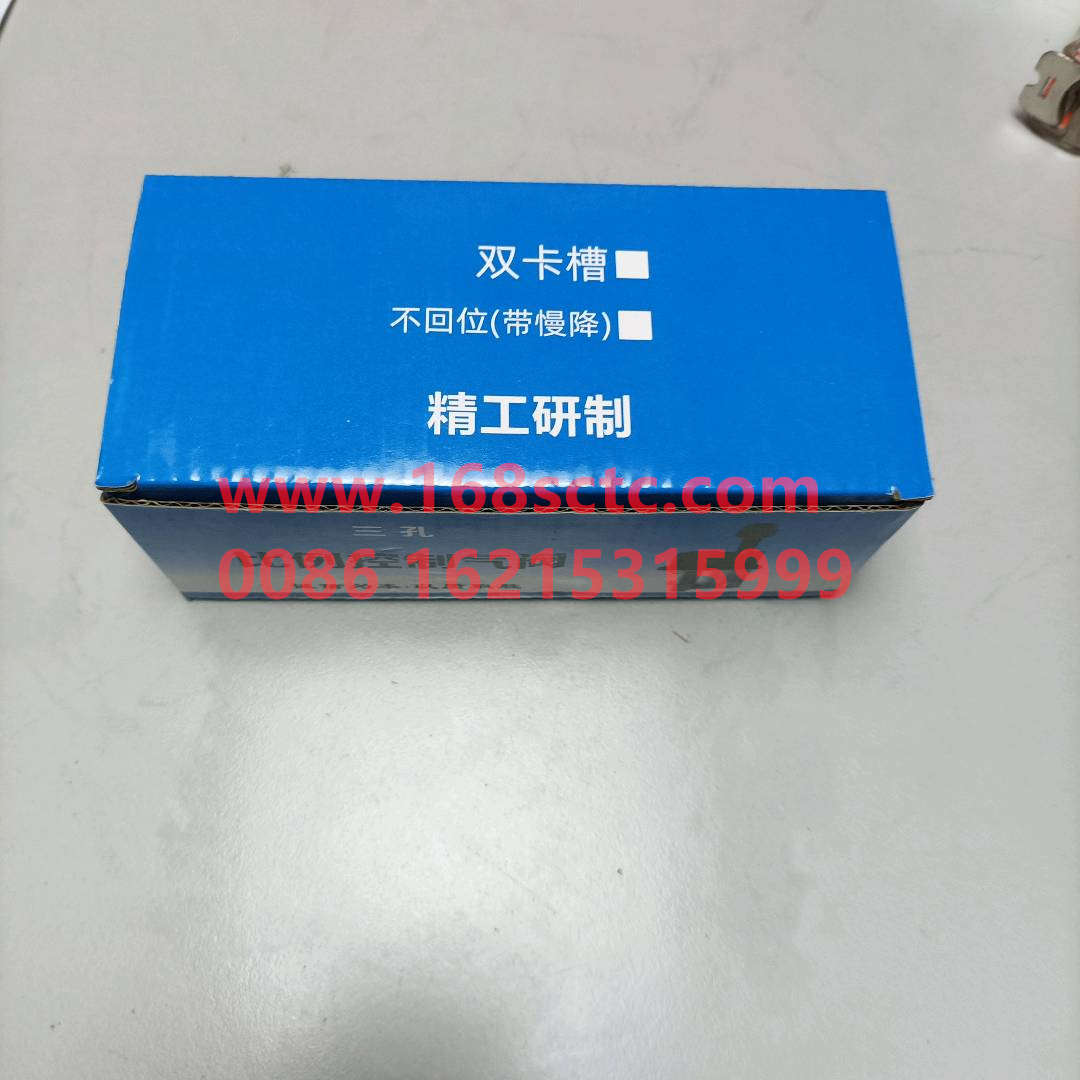 双卡槽
不回位(带慢降)
精工研制
www.168sctc.com
三孔
0086 16215315999